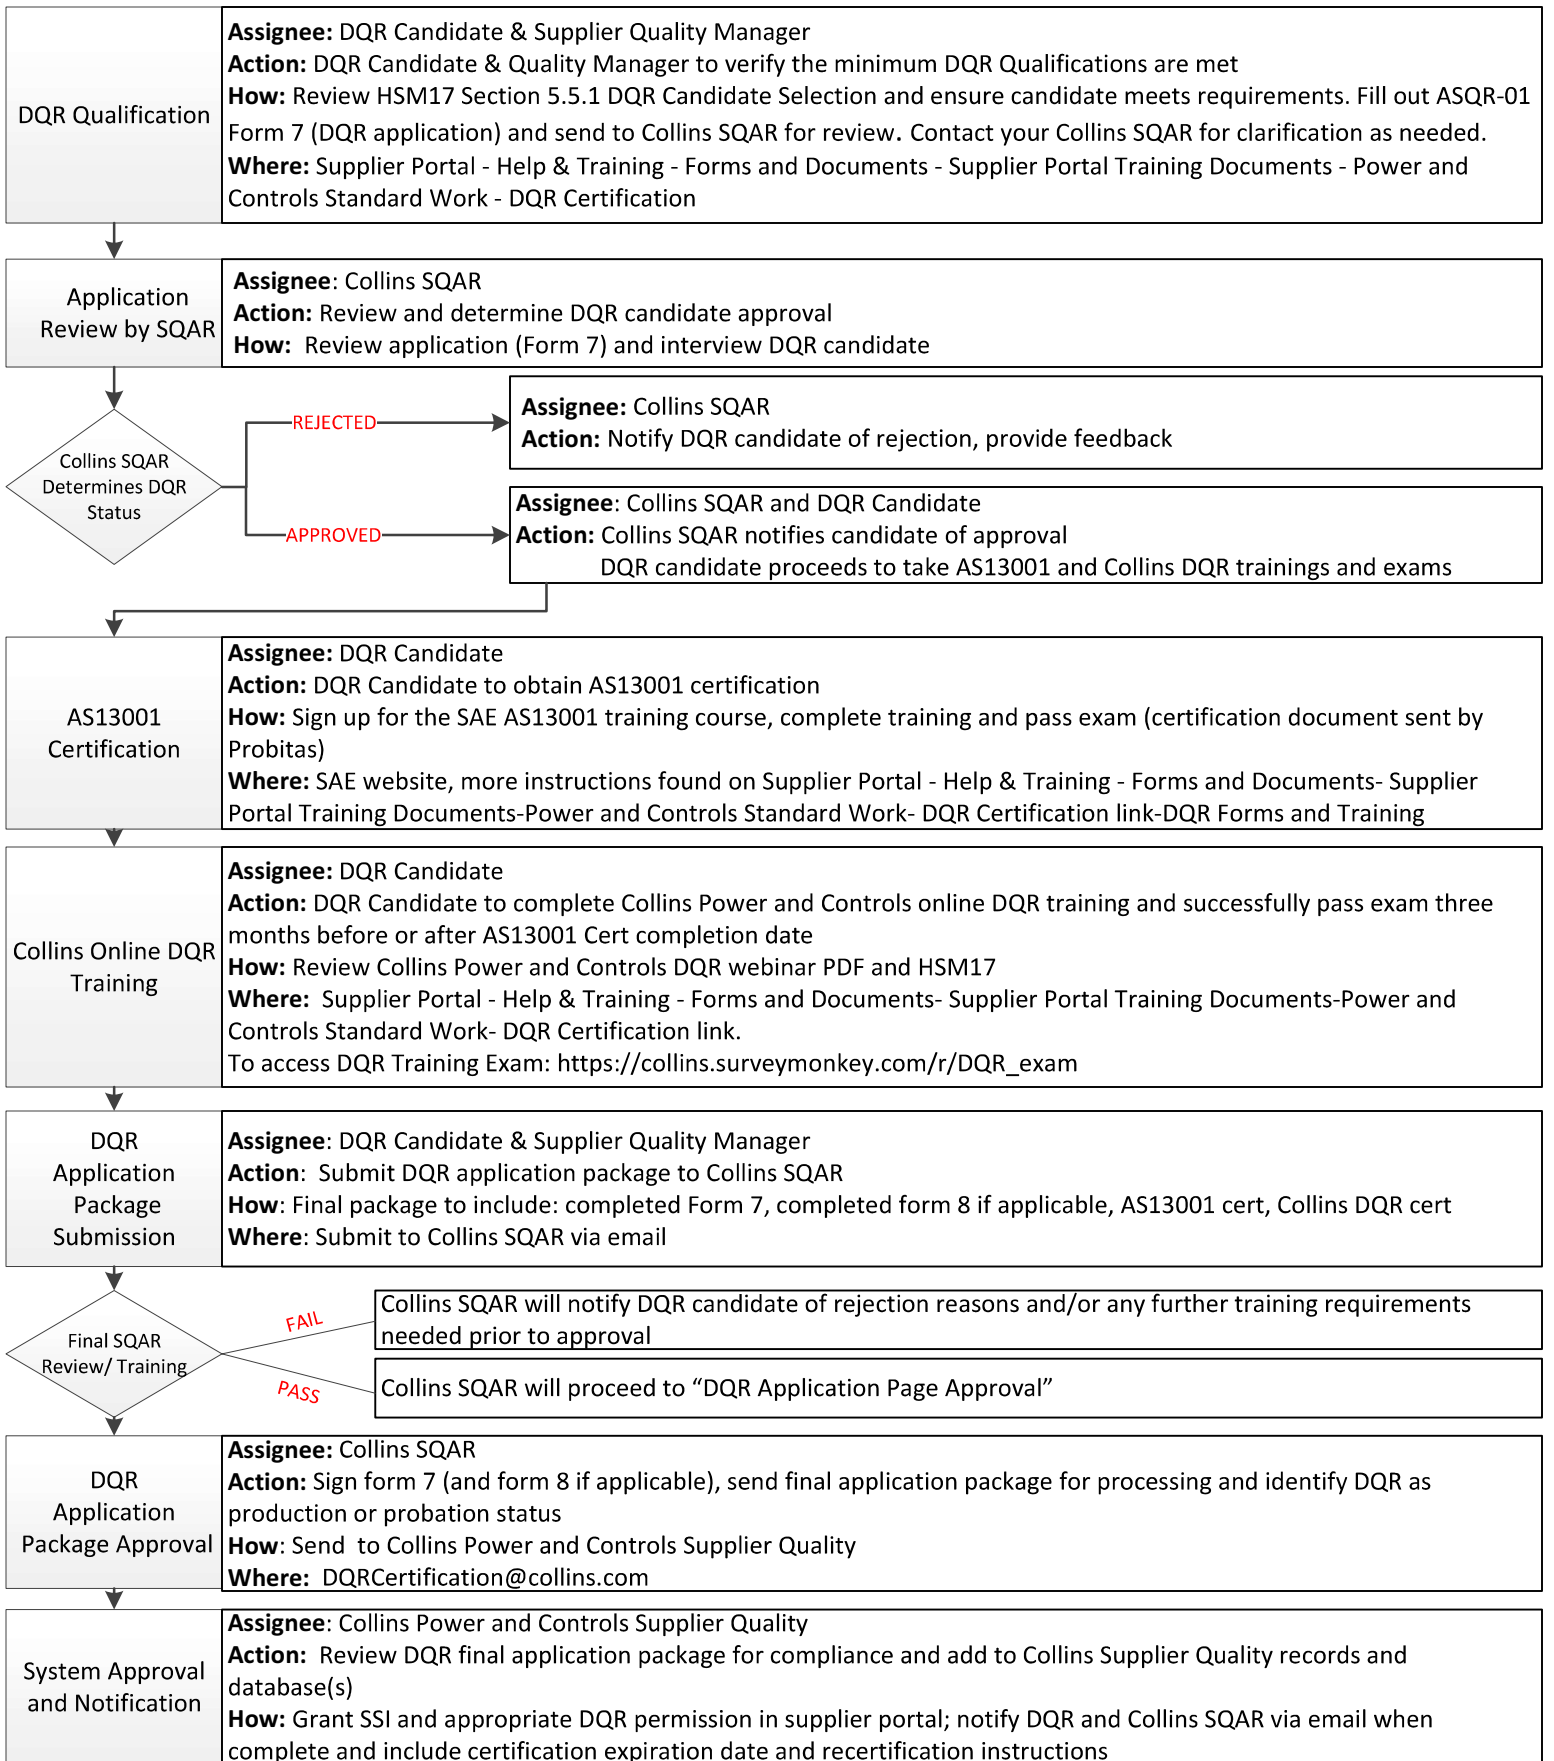 DQR Qualification
Assignee: DQR Candidate & Supplier Quality Manager
Action: DQR Candidate & Quality Manager to verify the minimum DQR Qualifications are met
How: Review HSM17 Section 5.5.1 DQR Candidate Selection and ensure candidate meets requirements. Fill out ASQR-01
Form 7 (DQR application) and send to Collins SQAR for review. Contact your Collins SQAR for clarification as needed.
Where: Supplier Portal - Help & Training - Forms and Documents - Supplier Portal Training Documents - Power and
Controls Standard Work - DQR Certification
Application
Review by SQAR
Assignee: Collins SQAR
Action: Review and determine DQR candidate approval
How: Review application (Form 7) and interview DQR candidate
Collins SQAR
Determines DQR
Status
REJECTED
Assignee: Collins SQAR
Action: Notify DQR candidate of rejection, provide feedback
APPROVED
Assignee: Collins SQAR and DQR Candidate
Action: Collins SQAR notifies candidate of approval
DQR candidate proceeds to take AS13001 and Collins DQR trainings and exams
AS13001
Certification
Assignee: DQR Candidate
Action: DQR Candidate to obtain AS13001 certification
How: Sign up for the SAE AS13001 training course, complete training and pass exam (certification document sent by
Probitas)
Where: SAE website, more instructions found on Supplier Portal - Help & Training - Forms and Documents- Supplier
Portal Training Documents-Power and Controls Standard Work- DQR Certification link-DQR Forms and Training
Collins Online DQR
Training
Assignee: DQR Candidate
Action: DQR Candidate to complete Collins Power and Controls online DQR training and successfully pass exam three
months before or after AS13001 Cert completion date
How: Review Collins Power and Controls DQR webinar PDF and HSM17
Where: Supplier Portal - Help & Training - Forms and Documents- Supplier Portal Training Documents-Power and
Controls Standard Work- DQR Certification link.
To access DQR Training Exam: https://collins.surveymonkey.com/r/DQR_exam
DQR
Application
Package
Submission
Assignee: DQR Candidate & Supplier Quality Manager
Action: Submit DQR application package to Collins SQAR
How: Final package to include: completed Form 7, completed form 8 if applicable, AS13001 cert, Collins DQR cert
Where: Submit to Collins SQAR via email
Final SQAR
Review/ Training
FAIL
Collins SQAR will notify DQR candidate of rejection reasons and/or any further training requirements
needed prior to approval
PASS
Collins SQAR will proceed to “DQR Application Page Approval”
DQR
Application
Package Approval
Assignee: Collins SQAR
Action: Sign form 7 (and form 8 if applicable), send final application package for processing and identify DQR as
production or probation status
How: Send to Collins Power and Controls Supplier Quality
Where: DQRCertification@collins.com
System Approval
and Notification
Assignee: Collins Power and Controls Supplier Quality
Action: Review DQR final application package for compliance and add to Collins Supplier Quality records and
database(s)
How: Grant SSI and appropriate DQR permission in supplier portal; notify DQR and Collins SQAR via email when
complete and include certification expiration date and recertification instructions